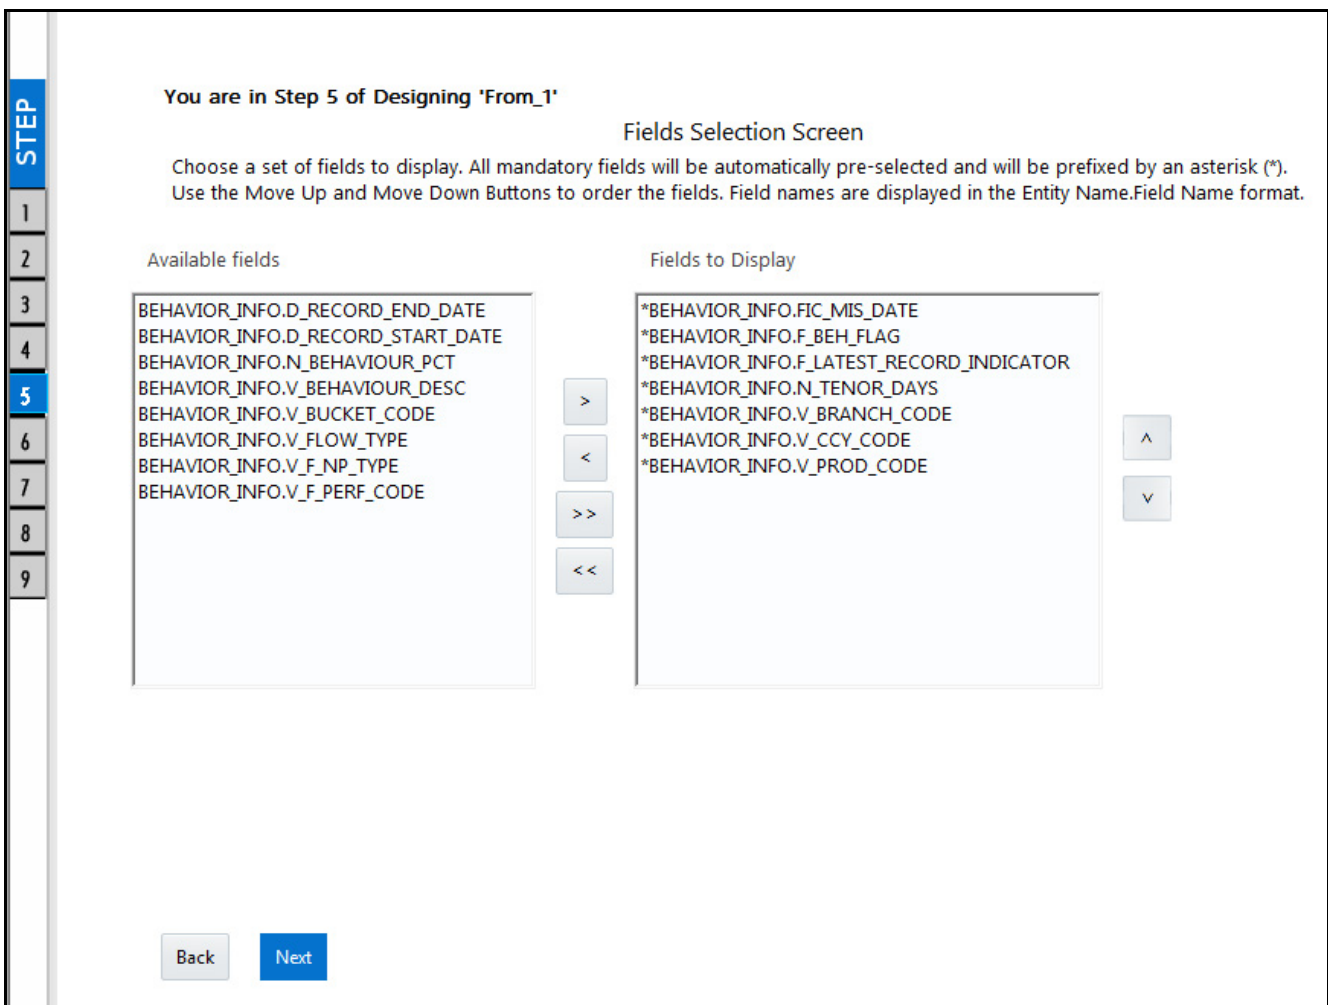 STEP
1
2
3
4
5
6
7
8
9
You are in Step 5 of Designing 'From_1'
Fields Selection Screen
Choose a set of fields to display. All mandatory fields will be automatically pre-selected and will be prefixed by an asterisk (*).
Use the Move Up and Move Down Buttons to order the fields. Field names are displayed in the Entity Name.Field Name format.
Available fields
BEHAVIOR_INFO.D_RECORD_END_DATE
BEHAVIOR_INFO.D_RECORD_START_DATE
BEHAVIOR_INFO.N_BEHAVIOUR_PCT
BEHAVIOR_INFO.V_BEHAVIOUR_DESC
BEHAVIOR_INFO.V_BUCKET_CODE
BEHAVIOR_INFO.V_FLOW_TYPE
BEHAVIOR_INFO.V_F_NP_TYPE
BEHAVIOR_INFO.V_F_PERF_CODE
>
<
>>
<<
Fields to Display
*BEHAVIOR_INFO.FIC_MIS_DATE
*BEHAVIOR_INFO.F_BEH_FLAG
*BEHAVIOR_INFO.F_LATEST_RECORD_INDICATOR
*BEHAVIOR_INFO.N_TENOR_DAYS
*BEHAVIOR_INFO.V_BRANCH_CODE
*BEHAVIOR_INFO.V_CCY_CODE
*BEHAVIOR_INFO.V_PROD_CODE
Back
Next